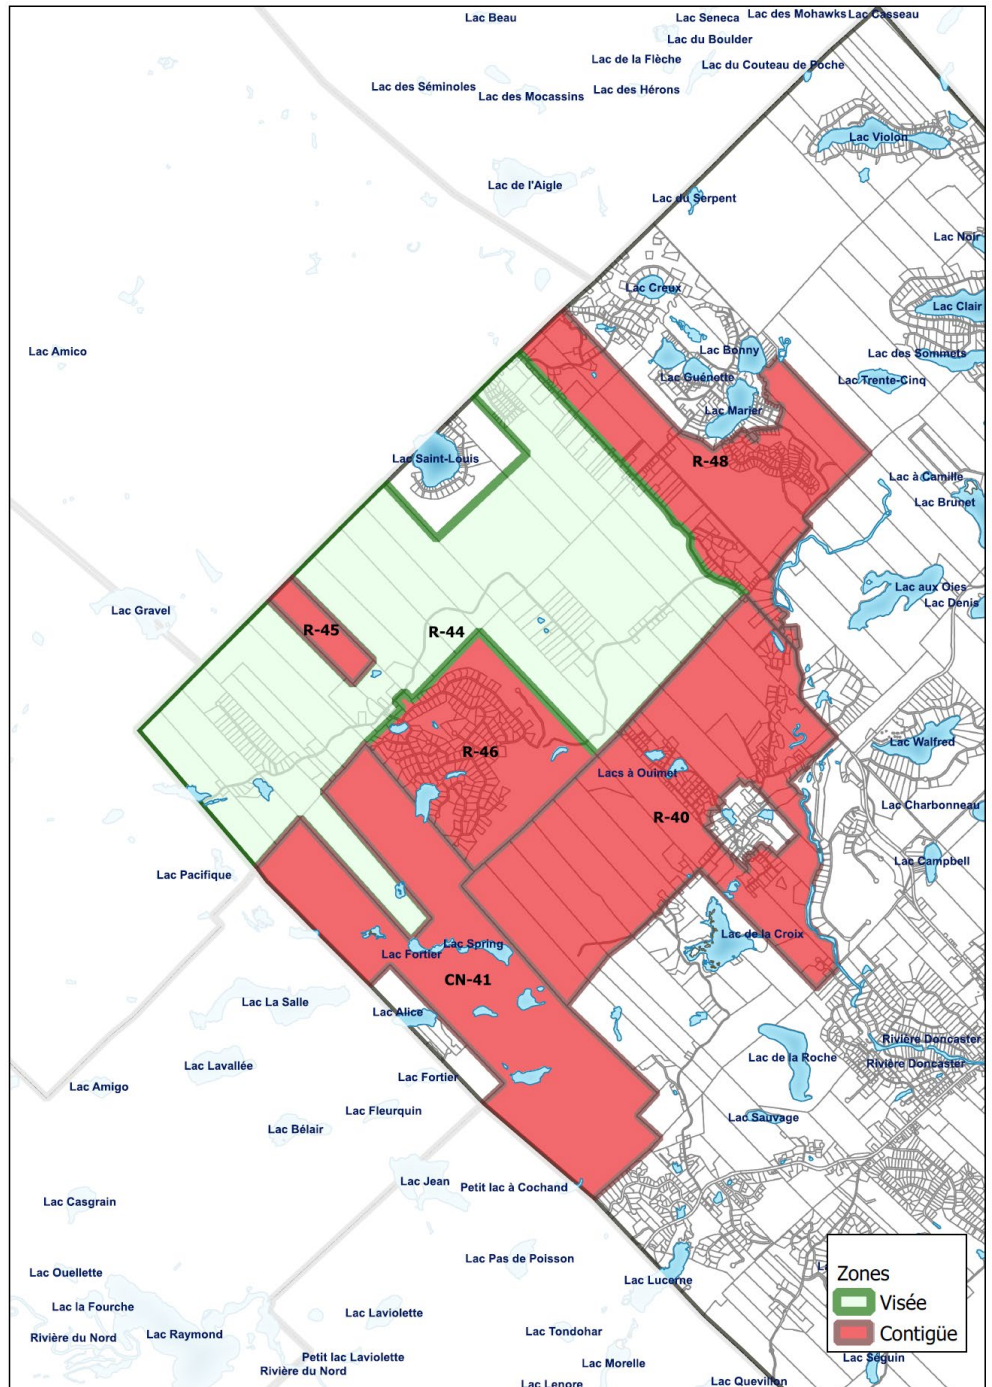 Lac Beau
Lac Seneca
Lac des Mohawks
Lac Casseau
Lac du Boulder
Lac de la Flèche
Lac du Couteau de Poche
Lac des Séminoles
Lac des Mocassins
Lac des Hérons
Lac Violon
Lac de l'Aigle
Lac du Serpent
Lac Noir
Lac Creux
Lac Clair
Lac Amico
Lac Bonny
Lac des Sommets
Lac Guénette
Lac Trente-Cinq
Lac Marier
Lac Saint-Louis
R-48
Lac à Camille
Lac Brunet
Lac aux Oies
Lac Denis
Lac Gravel
R-45
R-44
Lac Walfred
R-46
Lacs à Ouimet
Lac Charbonneau
R-40
Lac Campbell
Lac Pacifique
Lac de la Croix
Lac Spring
Lac Fortier
CN-41
Lac La Salle
Lac Alice
Rivière Doncaster
Lac de la Roche
Rivière Doncaster
Lac Lavallée
Lac Fortier
Lac Amigo
Lac Fleurquin
Lac Sauvage
Lac Bélair
Lac Jean
Petit lac à Cochand
Lac Casgrain
Lac Pas de Poisson
Lac Ouellette
Lac Lucerne
Zones
Visée
Contigüe
Lac la Fourche
Lac Laviolette
Rivière du Nord
Lac Raymond
Lac Tondohar
Petit lac Laviolette
Lac Séguin
Rivière du Nord
Lac Morelle
Lac Lenore
Lac Quevillon